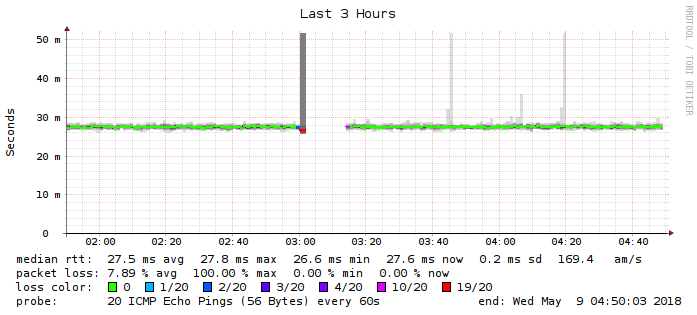 Last 3 Hours
RRDTOOL / TOBI OETIKER
Seconds
50 m
40 m
30 m
20 m
10 m
0
02:00 02:20 02:40 03:00 03:20 03:40 04:00 04:20 04:40
median rtt: 27.5 ms avg 27.8 ms max 26.6 ms min 27.6 ms now 0.2 ms sd 169.4 am/s
packet loss: 7.89 % avg 100.00 % max 0.00 % min 0.00 % now
loss color: 0 1/20 2/20 3/20 4/20 10/20 19/20
probe: 20 ICMP Echo Pings (56 Bytes) every 60s end: Wed May 9 04:50:03 2018